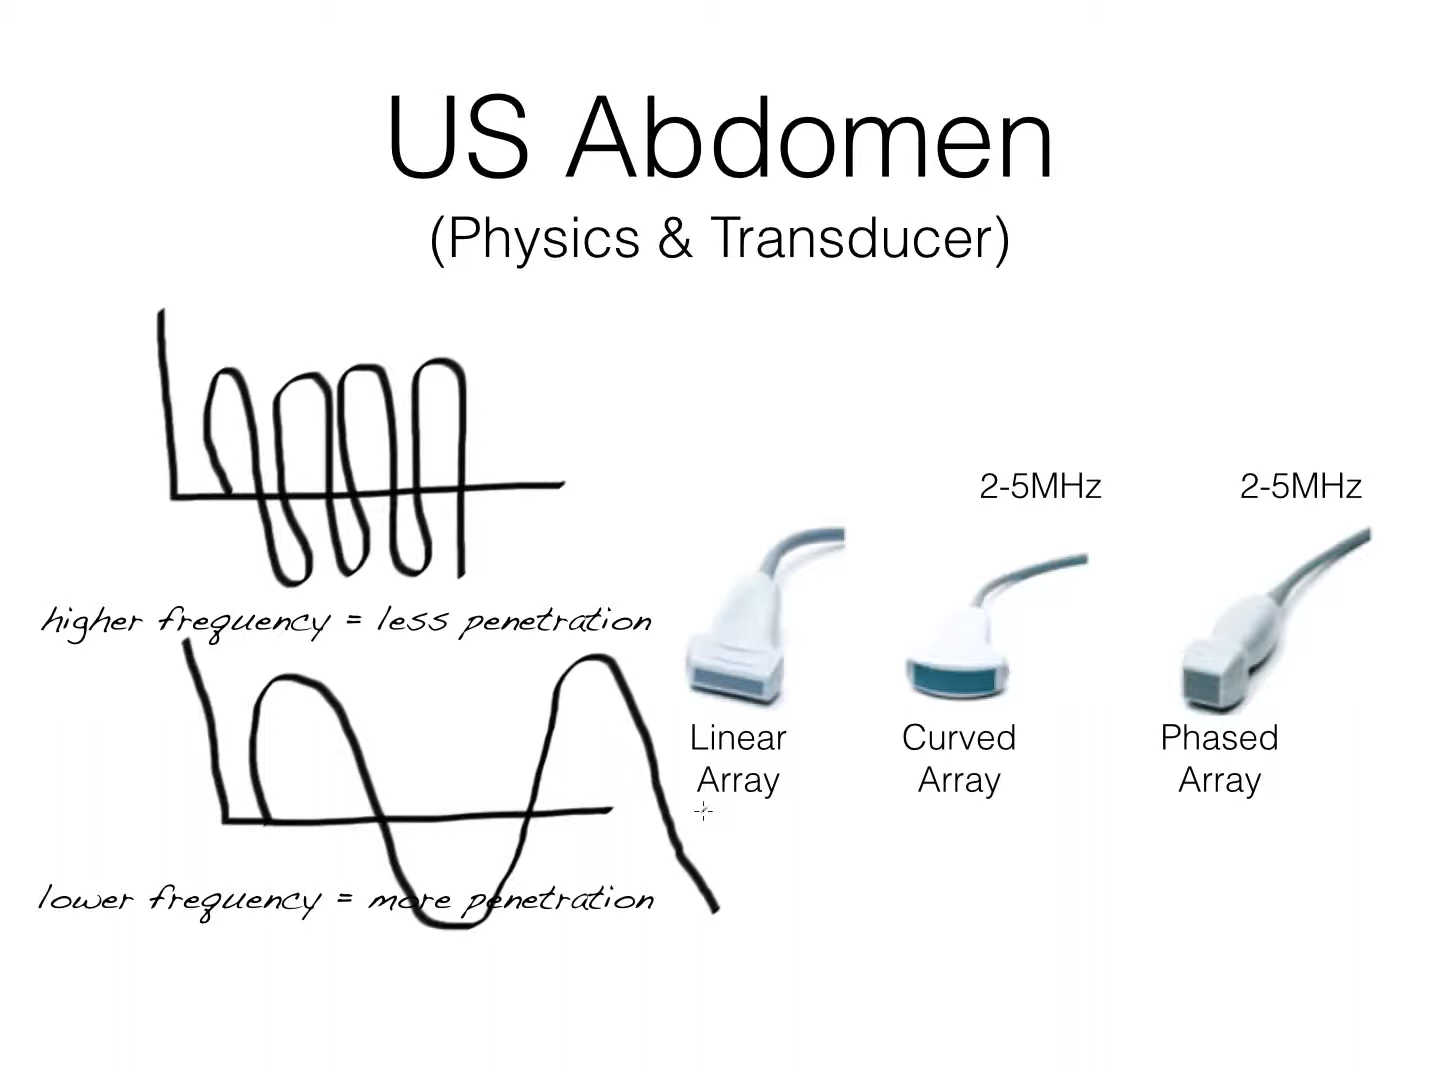 US Abdomen
(Physics & Transducer)
higher frequency = less penetration
lower frequency = more penetration
2-5MHz
2-5MHz
Linear
Array
Curved
Array
Phased
Array